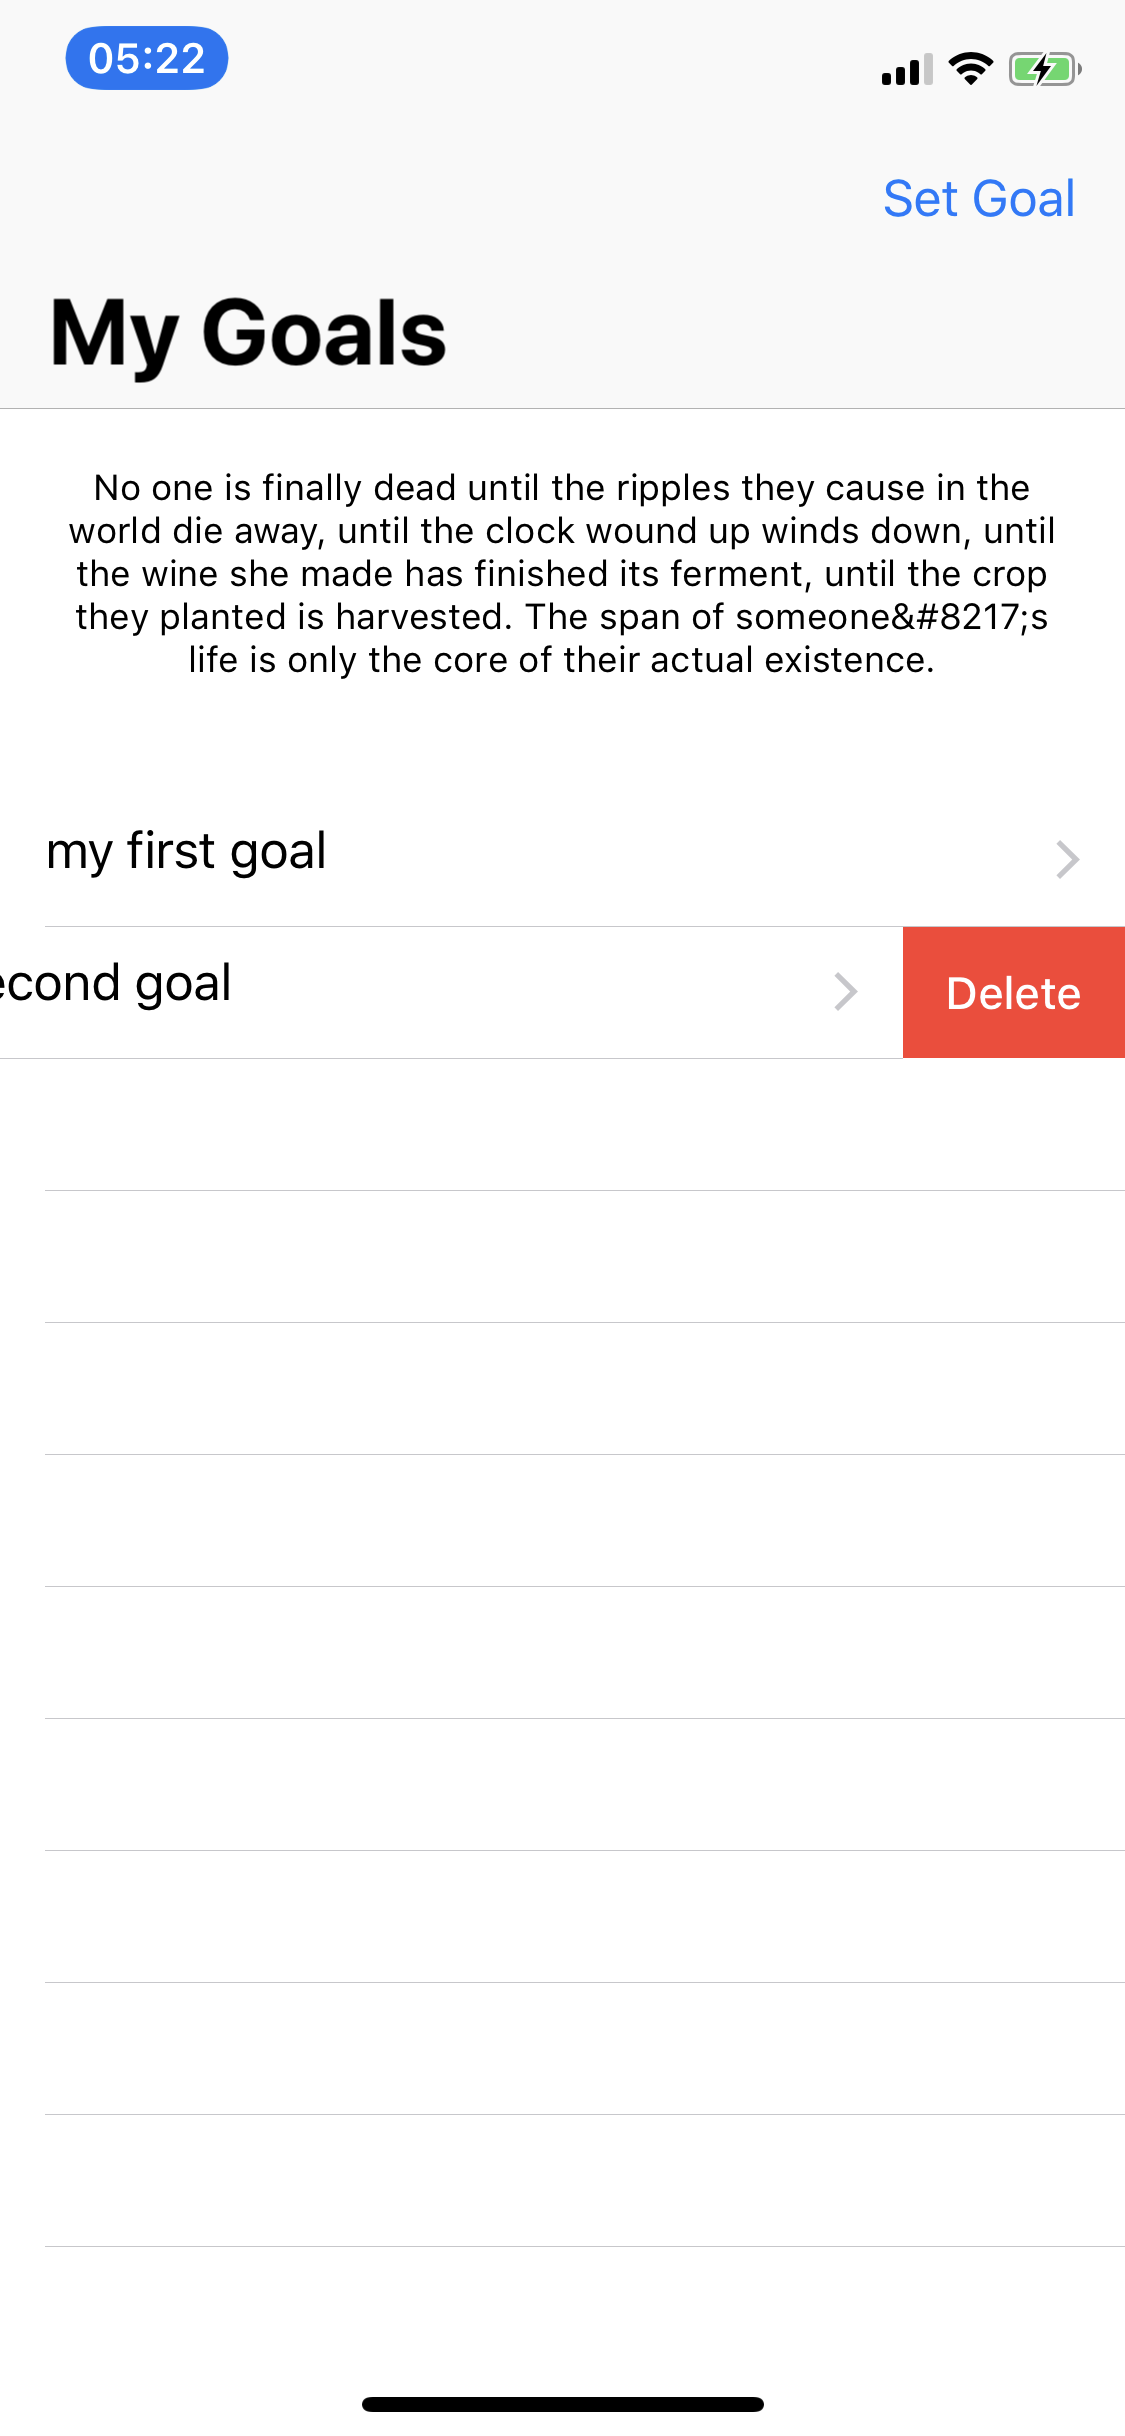 05:22
Set Goal
My Goals
No one is finally dead until the ripples they cause in the
world die away, until the clock wound up winds down, until
the wine she made has finished its ferment, until the crop
they planted is harvested. The span of someone&#8217;s
life is only the core of their actual existence.
my first goal
econd goal
Delete